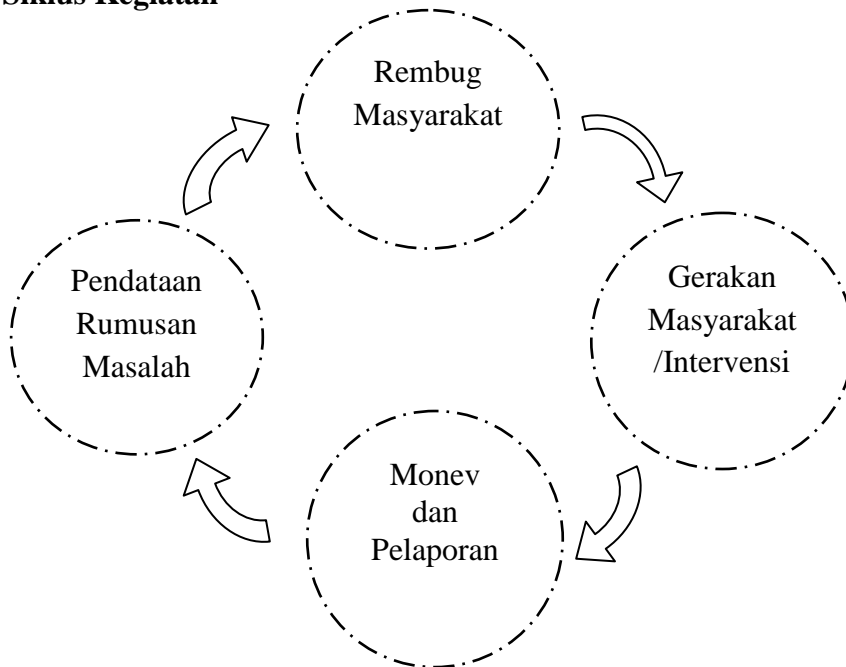 Siklus Kegiatan
Rembug
Masyarakat
Gerakan
Masyarakat
/Intervensi
Monev
dan
Pelaporan
Pendataan
Rumusan
Masalah